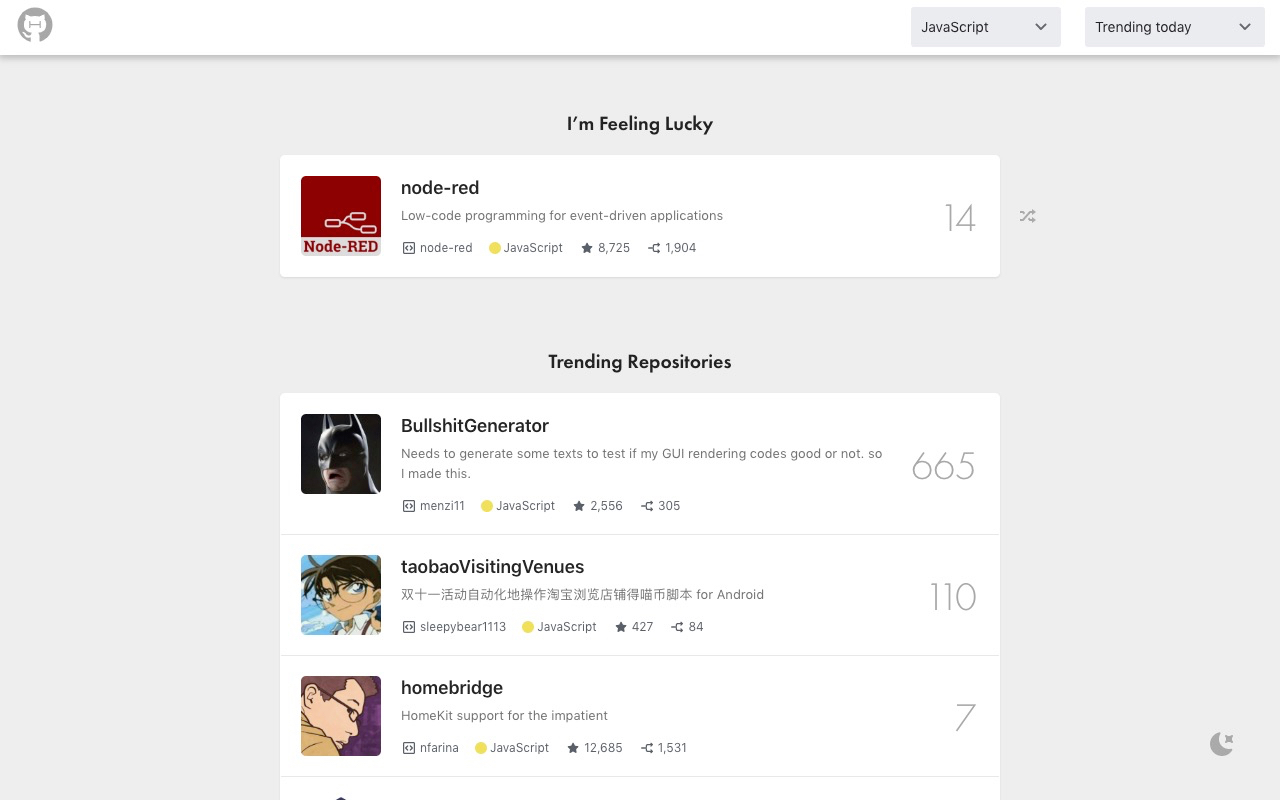 JavaScript
Trending today
I’m Feeling Lucky
node-red
Low-code programming for event-driven applications
14
Node-RED
node-red
JavaScript
8,725
1,904
Trending Repositories
BullshitGenerator
Needs to generate some texts to test if my GUI rendering codes good or not. so
I made this.
665
menzi11
JavaScript
2,556
305
taobaoVisitingVenues
双十一活动自动化地操作淘宝浏览店铺得喵币脚本 for Android
110
sleepybear1113
JavaScript
427
84
homebridge
HomeKit support for the impatient
7
nfarina
JavaScript
12,685
1,531